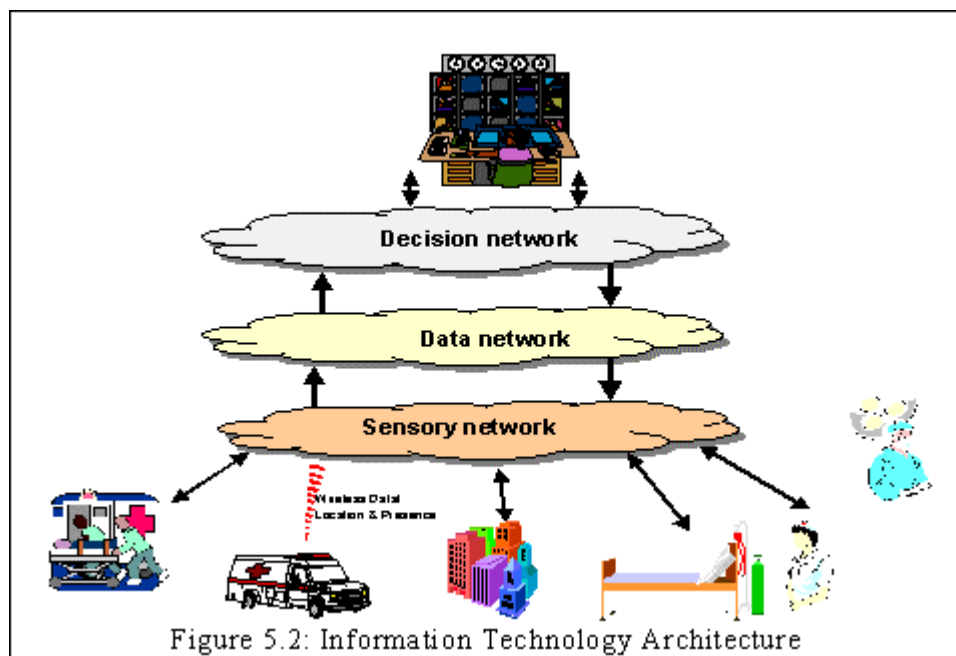 Decision network
Data network
Sensory network
Wireless Data/
Location & Presence
Figure 5.2: Information Technology Architecture